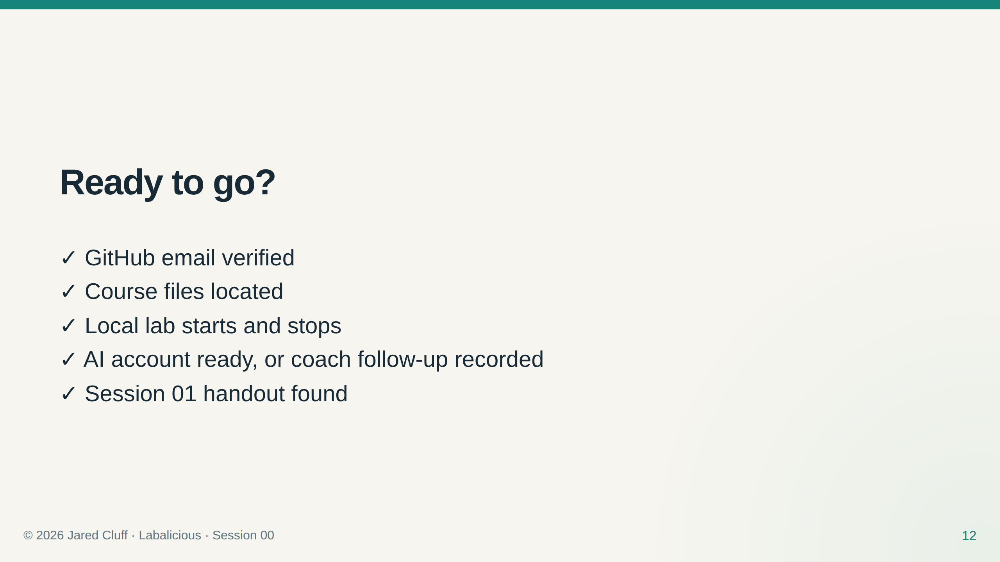 Ready to go?
✓ GitHub email verified
✓ Course files located
✓ Local lab starts and stops
✓ AI account ready, or coach follow-up recorded
✓ Session 01 handout found
© 2026 Jared Cluff · Labalicious · Session 00
12